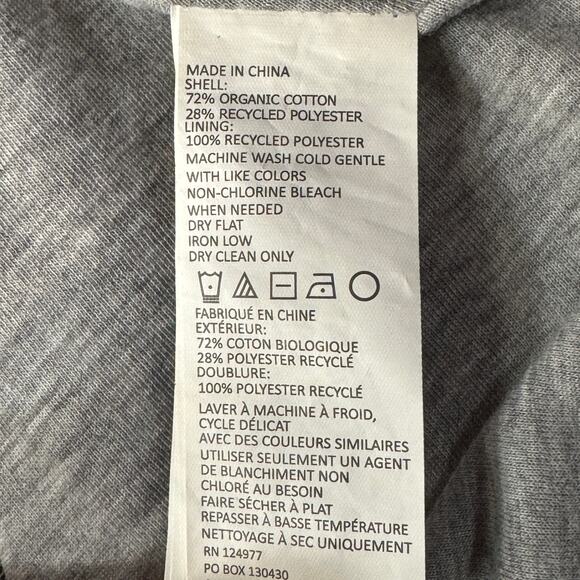 MADE IN CHINA
SHELL:
72% ORGANIC COTTON
28% RECYCLED POLYESTER
LINING:
100% RECYCLED POLYESTER
MACHINE WASH COLD GENTLE
WITH LIKE COLORS
NON-CHLORINE BLEACH
WHEN NEEDED
DRY FLAT
IRON LOW
DRY CLEAN ONLY
FABRIQUÉ EN CHINE
EXTÉRIEUR:
72% COTON BIOLOGIQUE
28% POLYESTER RECYCLÉ
DOUBLURE:
100% POLYESTER RECYCLÉ
LAVER À MACHINE À FROID,
CYCLE DÉLICAT
AVEC DES COULEURS SIMILAIRES
UTILISER SEULEMENT UN AGENT
DE BLANCHIMENT NON
CHLORÉ AU BESOIN
FAIRE SÉCHER À PLAT
REPASSER À BASSE TEMPÉRATURE
NETTOYAGE À SEC UNIQUEMENT
RN 124977
PO BOX 130430